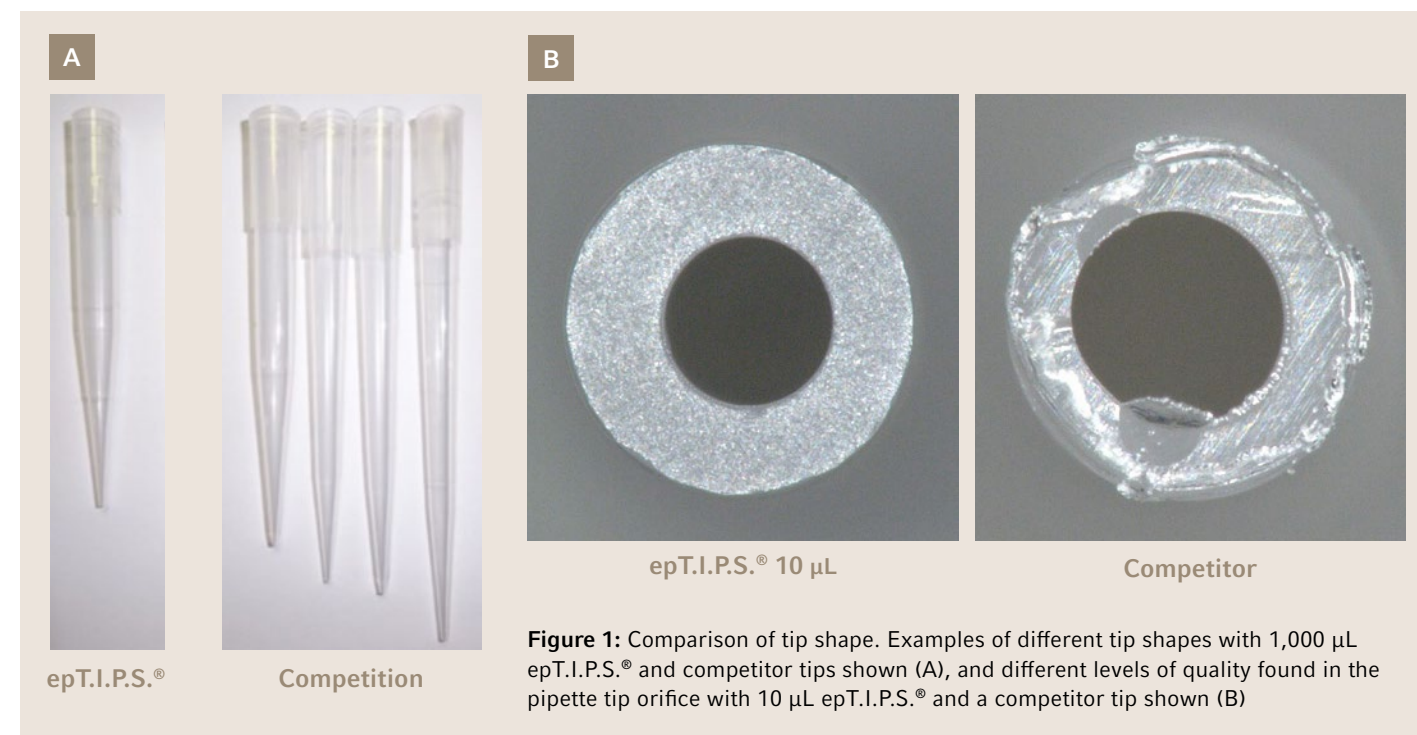 A
B
epT.I.P.S.® 10 µL
Competitor
epT.I.P.S.®
Competition
Figure 1: Comparison of tip shape. Examples of different tip shapes with 1,000 µL
epT.I.P.S.® and competitor tips shown (A), and different levels of quality found in the
pipette tip orifice with 10 µL epT.I.P.S.® and a competitor tip shown (B)